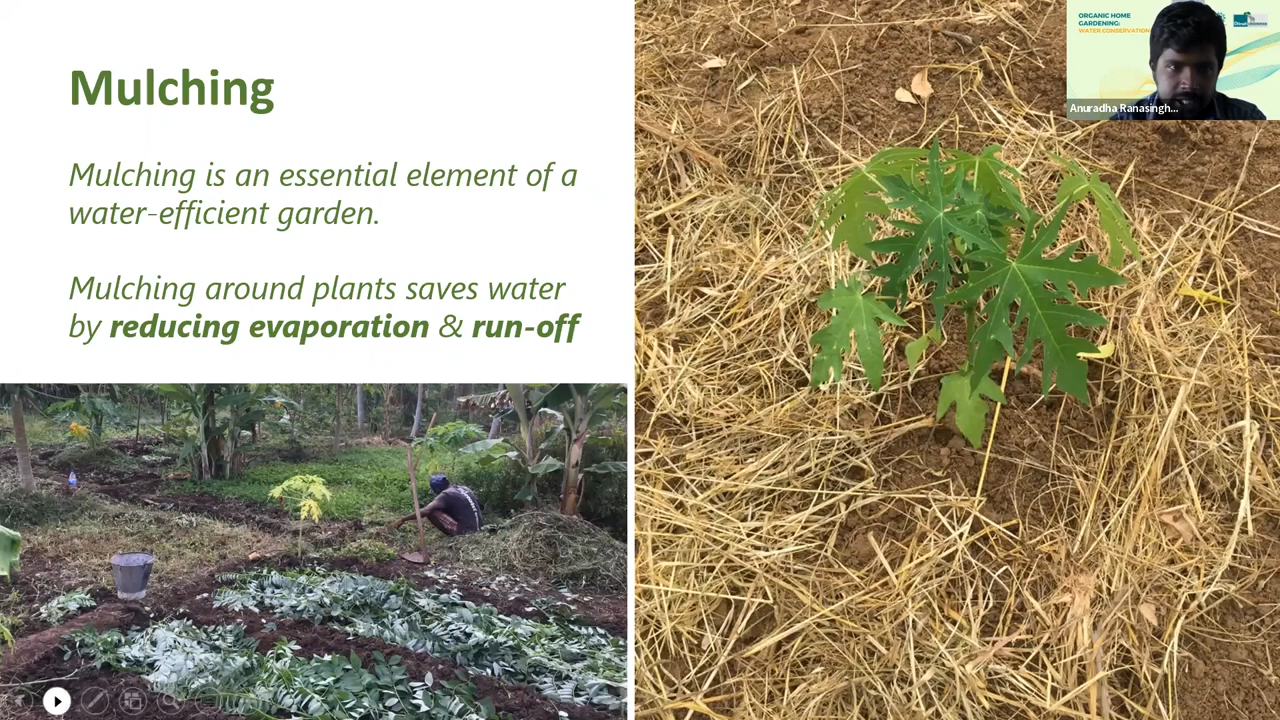 Mulching
Mulching is an essential element of a
water-efficient garden.
Mulching around plants saves water
by reducing evaporation & run-off
ORGANIC HOME
GARDENING:
WATER CONSERVATION
Anuradha Ranasingh...